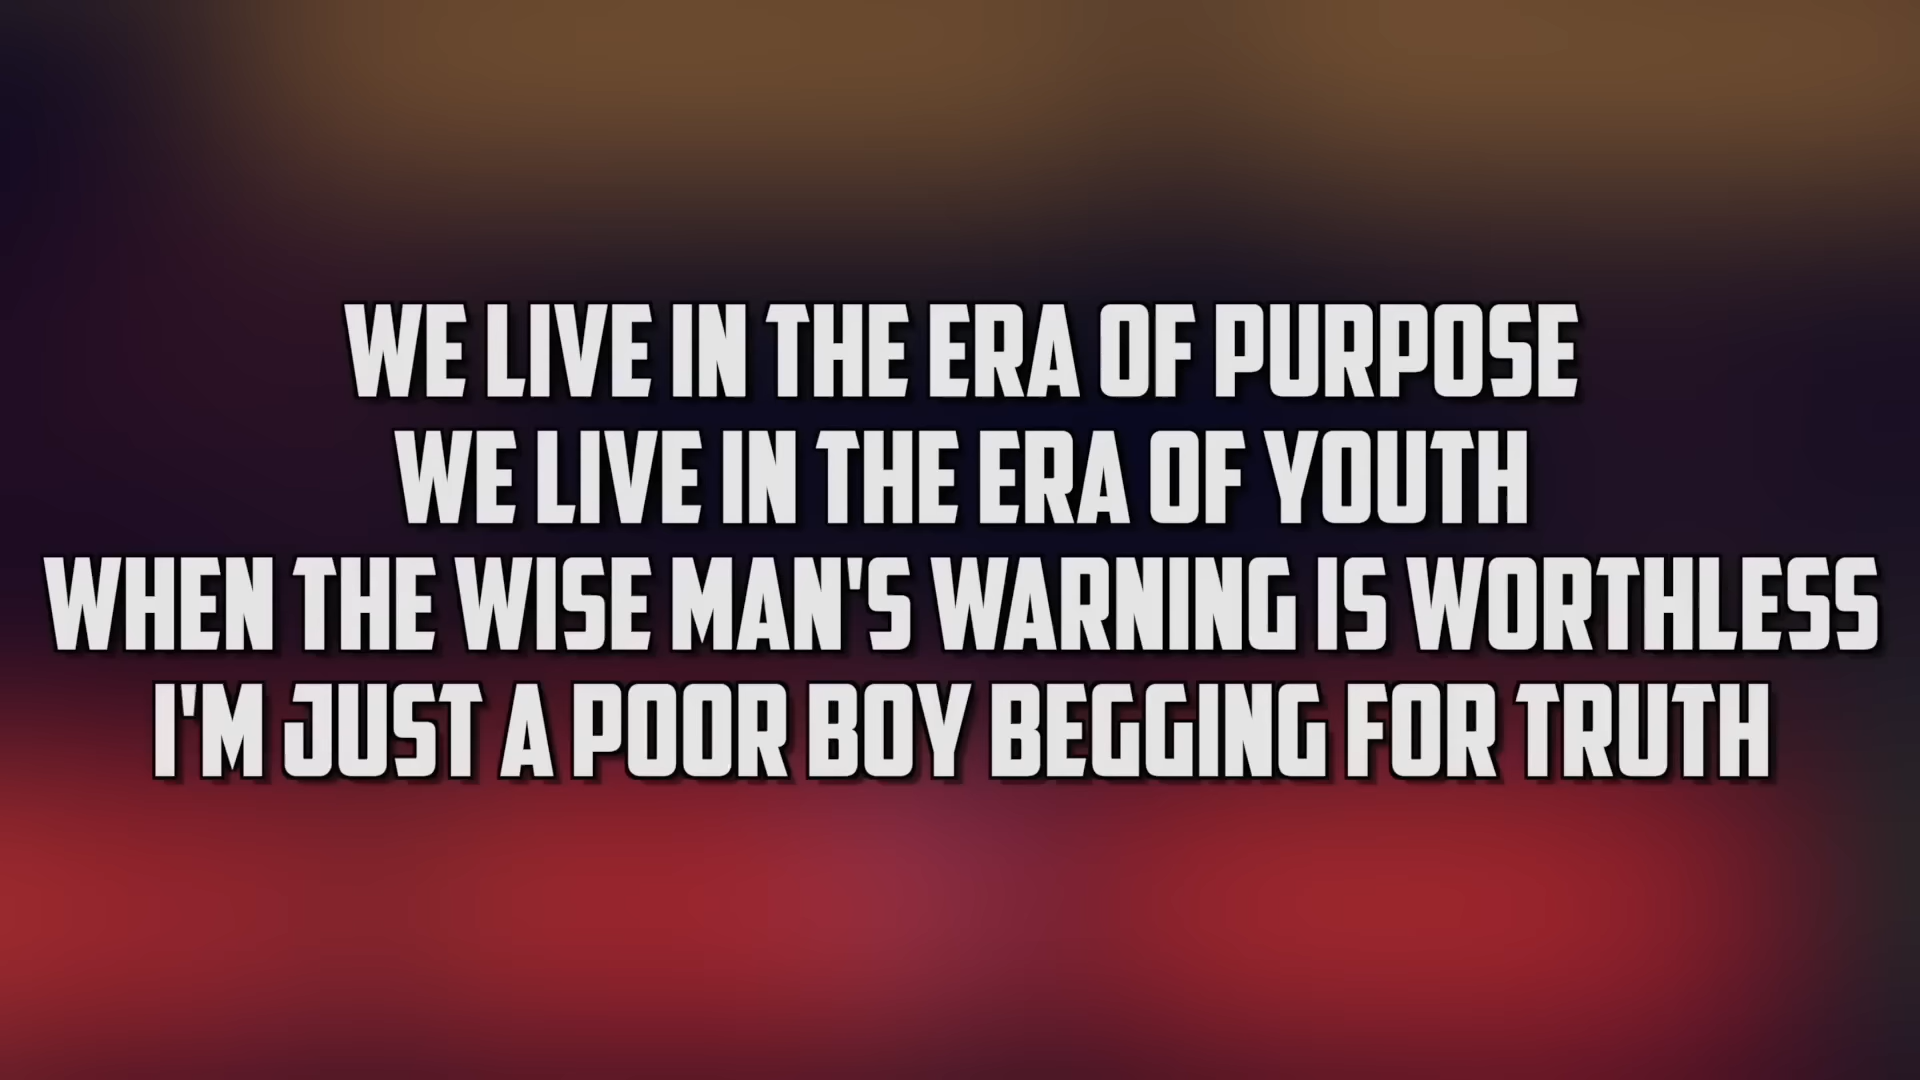 WE LIVE IN THE ERA OF PURPOSE
WE LIVE IN THE ERA OF YOUTH
WHEN THE WISE MAN'S WARNING IS WORTHLESS
I'M JUST A POOR BOY BEGGING FOR TRUTH